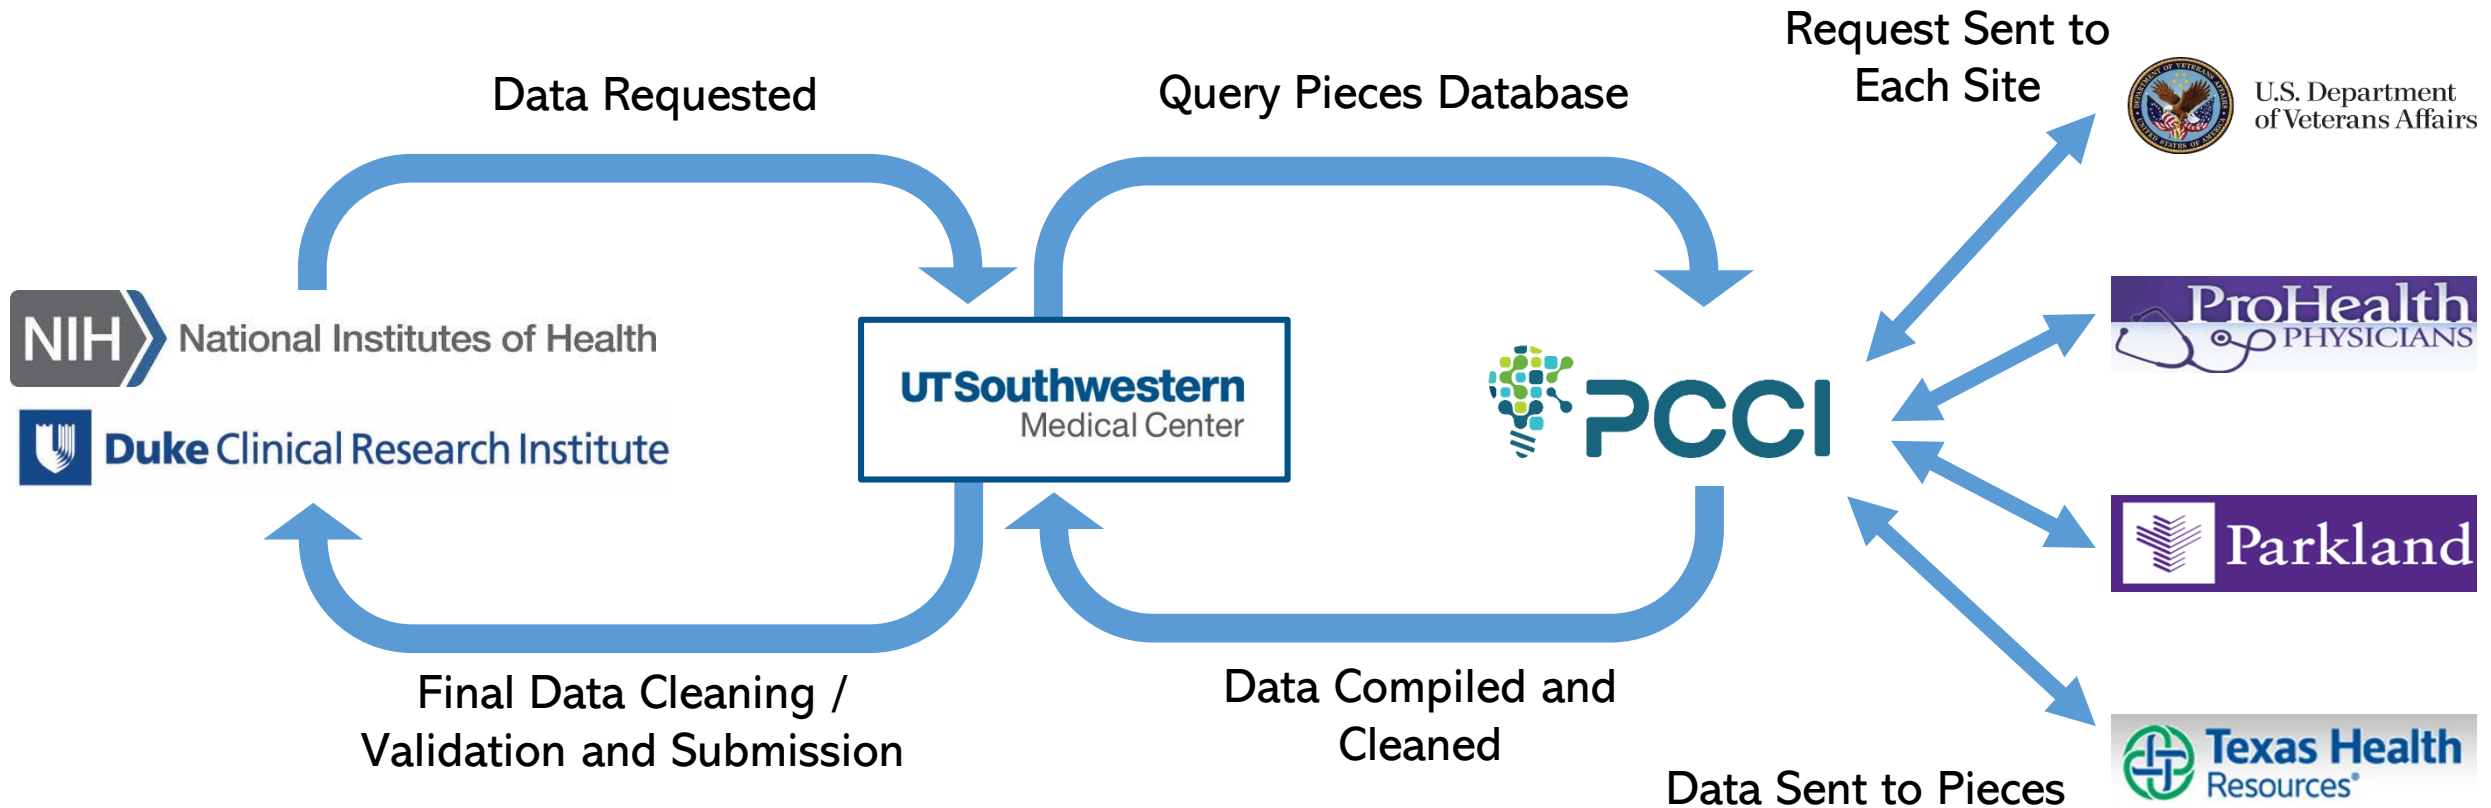 Data Requested
Query Pieces Database
Request Sent to
Each Site
U.S. Department
of Veterans Affairs
NIH
National Institutes of Health
Duke Clinical Research Institute
UTSouthwestern
Medical Center
PCCI
ProHealth
PHYSICIANS
Parkland
Texas Health
Resources®
Final Data Cleaning /
Validation and Submission
Data Compiled and
Cleaned
Data Sent to Pieces